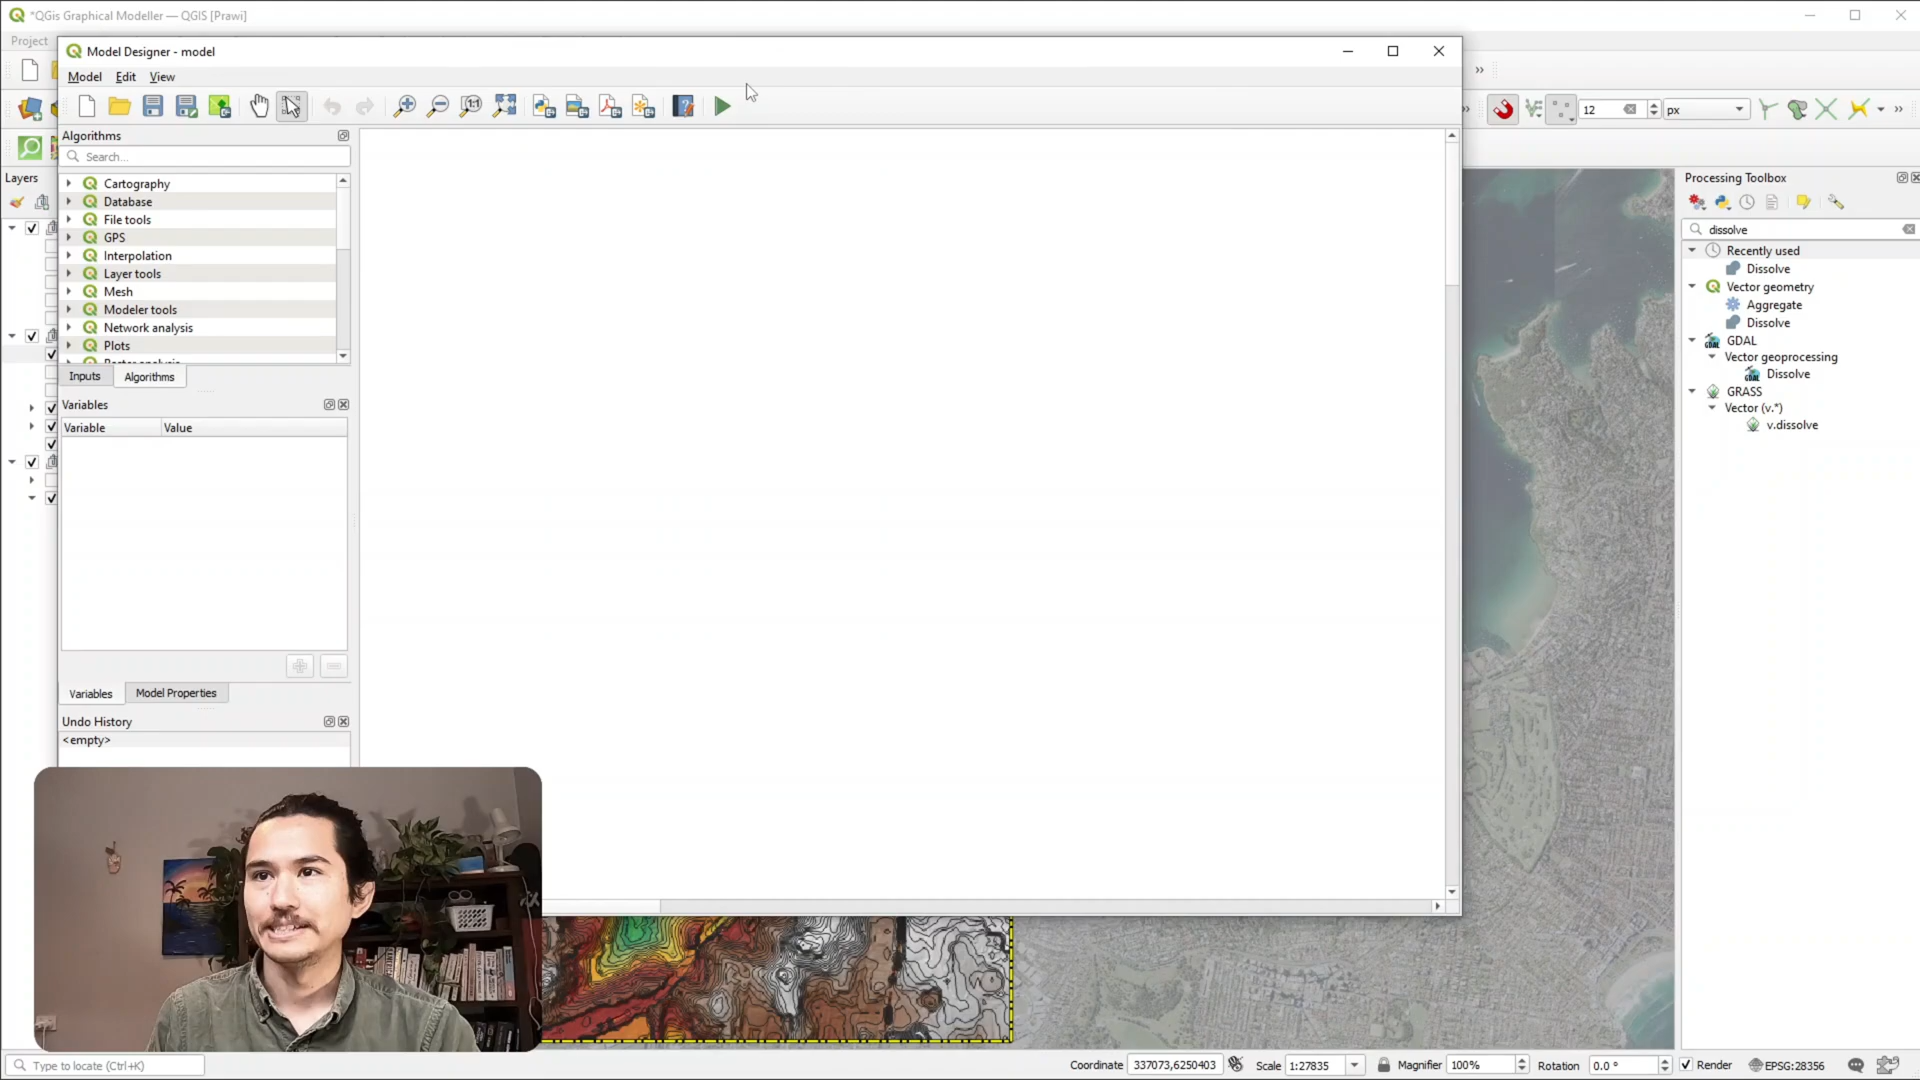 *QGis Graphical Modeller — QGIS [Prawi]
Project
Model Designer - model
Model Edit View
12
px
Algorithms
Search...
Cartography
Database
File tools
GPS
Interpolation
Layer tools
Mesh
Modeler tools
Network analysis
Plots
Inputs Algorithms
Variables
Variable Value
Variables Model Properties
Undo History
<empty>
Layers
Processing Toolbox
dissolve
Recently used
Dissolve
Vector geometry
Aggregate
Dissolve
GDAL
Vector geoprocessing
Dissolve
GRASS
Vector (v.*)
v.dissolve
Type to locate (Ctrl+K)
Coordinate 337073,6250403 Scale 1:27835 Magnifier 100% Rotation 0.0 ° Render EPSG:28356